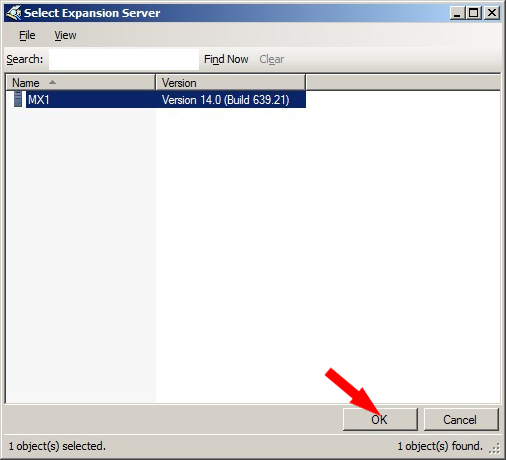 Select Expansion Server
File View
Search: Find Now Clear
Name Version
MX1 Version 14.0 (Build 639.21)
OK Cancel
1 object(s) selected. 1 object(s) found.